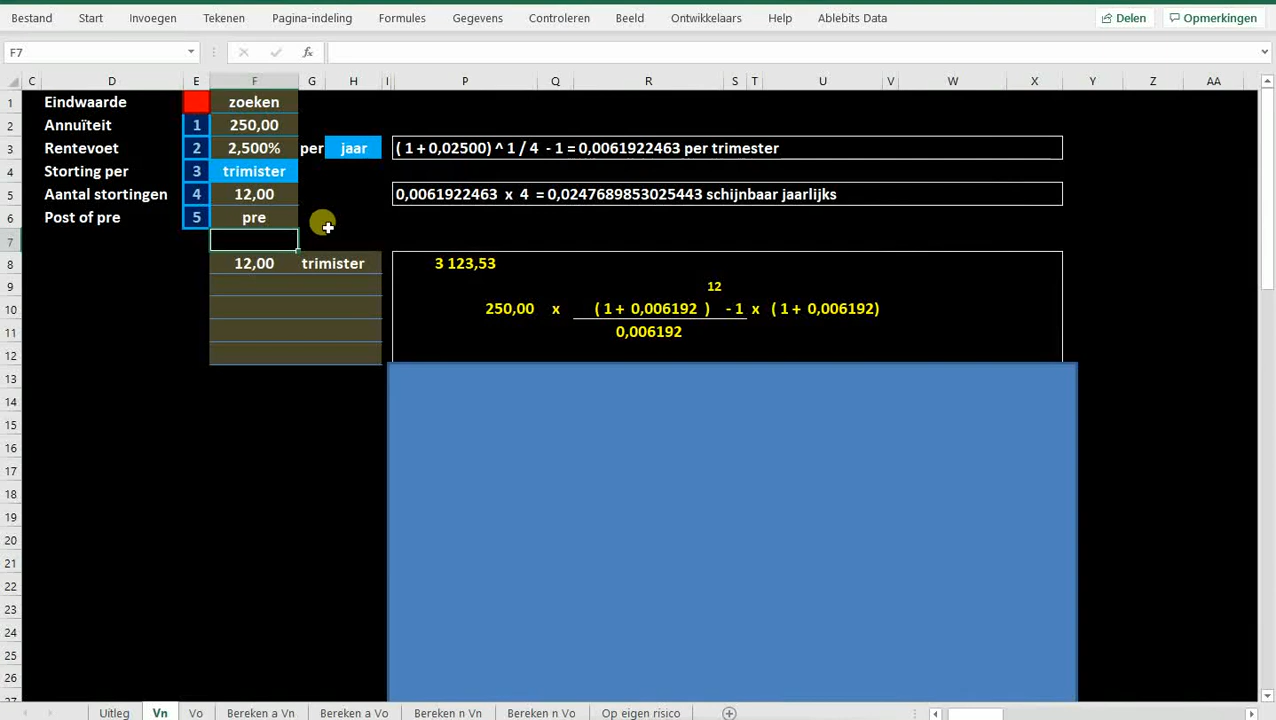 Bestand Start Invoegen Tekenen Pagina-indeling Formules Gegevens Controleren Beeld Ontwikkelaars Help Ablebits Data Delen Opmerkingen
F7 fx
C D E F G H I P Q R S T U V W X Y Z AA
1 Eindwaarde zoeken
2 Annuïteit 1 250,00
3 Rentevoet 2 2,500% per jaar ( 1 + 0,02500) ^ 1 / 4 - 1 = 0,0061922463 per trimester
4 Storting per 3 trimister
5 Aantal stortingen 4 12,00 0,0061922463 x 4 = 0,0247689853025443 schijnbaar jaarlijks
6 Post of pre 5 pre
7
8 12,00 trimister 3 123,53
9 12
10 250,00 x ( 1 + 0,006192 ) - 1 x ( 1 + 0,006192)
11 0,006192
12
13
14
15
16
17
18
19
20
21
22
23
24
25
26
27
Uitleg Vn Vo Bereken a Vn Bereken a Vo Bereken n Vn Bereken n Vo Op eigen risico